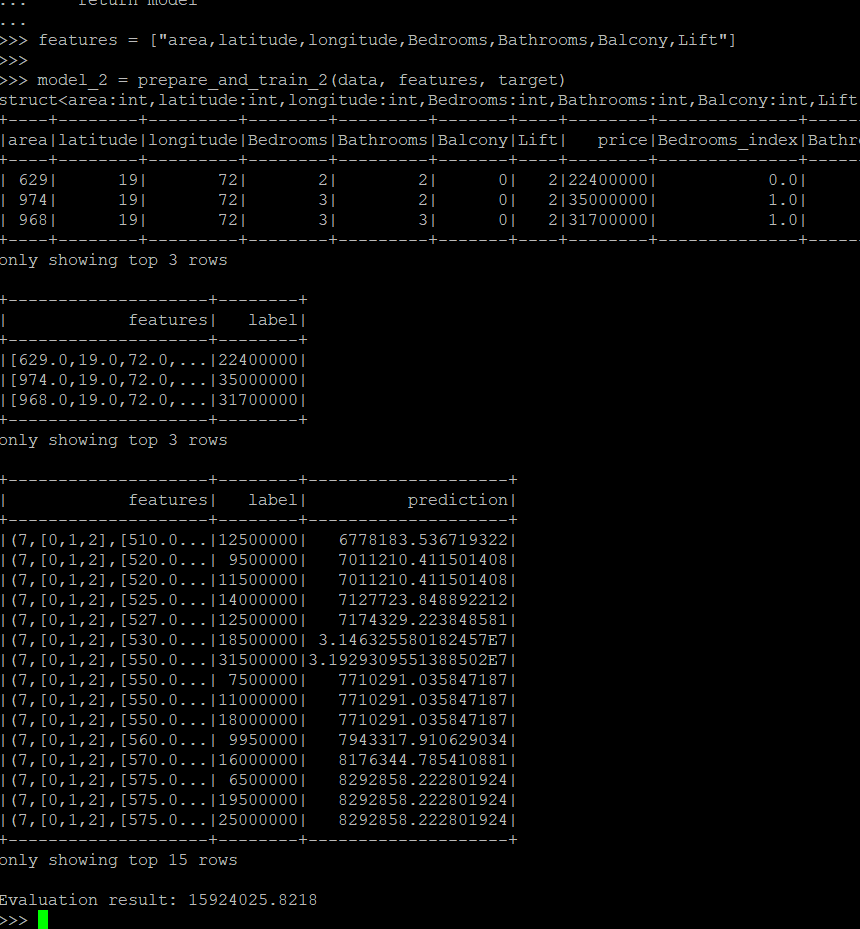 ...     return model
...
>>> features = ["area,latitude,longitude,Bedrooms,Bathrooms,Balcony,Lift"]
>>>
>>> model_2 = prepare_and_train_2(data, features, target)
struct<area:int,latitude:int,longitude:int,Bedrooms:int,Bathrooms:int,Balcony:int,Lift
+----+--------+---------+--------+---------+-------+----+--------+--------------+-----
|area|latitude|longitude|Bedrooms|Bathrooms|Balcony|Lift|   price|Bedrooms_index|Bathr
+----+--------+---------+--------+---------+-------+----+--------+--------------+-----
| 629|      19|       72|       2|        2|      0|   2|22400000|           0.0|
| 974|      19|       72|       3|        2|      0|   2|35000000|           1.0|
| 968|      19|       72|       3|        3|      0|   2|31700000|           1.0|
+----+--------+---------+--------+---------+-------+----+--------+--------------+-----
only showing top 3 rows
+--------------------+--------+
|            features|   label|
+--------------------+--------+
|[629.0,19.0,72.0,...|22400000|
|[974.0,19.0,72.0,...|35000000|
|[968.0,19.0,72.0,...|31700000|
+--------------------+--------+
only showing top 3 rows
+--------------------+--------+--------------------+
|            features|   label|          prediction|
+--------------------+--------+--------------------+
|(7,[0,1,2],[510.0...|12500000|   6778183.536719322|
|(7,[0,1,2],[520.0...| 9500000|   7011210.411501408|
|(7,[0,1,2],[520.0...|11500000|   7011210.411501408|
|(7,[0,1,2],[525.0...|14000000|   7127723.848892212|
|(7,[0,1,2],[527.0...|12500000|   7174329.223848581|
|(7,[0,1,2],[530.0...|18500000| 3.146325580182457E7|
|(7,[0,1,2],[550.0...|31500000|3.1929309551388502E7|
|(7,[0,1,2],[550.0...| 7500000|   7710291.035847187|
|(7,[0,1,2],[550.0...|11000000|   7710291.035847187|
|(7,[0,1,2],[550.0...|18000000|   7710291.035847187|
|(7,[0,1,2],[560.0...| 9950000|   7943317.910629034|
|(7,[0,1,2],[570.0...|16000000|   8176344.785410881|
|(7,[0,1,2],[575.0...| 6500000|   8292858.222801924|
|(7,[0,1,2],[575.0...|19500000|   8292858.222801924|
|(7,[0,1,2],[575.0...|25000000|   8292858.222801924|
+--------------------+--------+--------------------+
only showing top 15 rows
Evaluation result: 15924025.8218
>>>